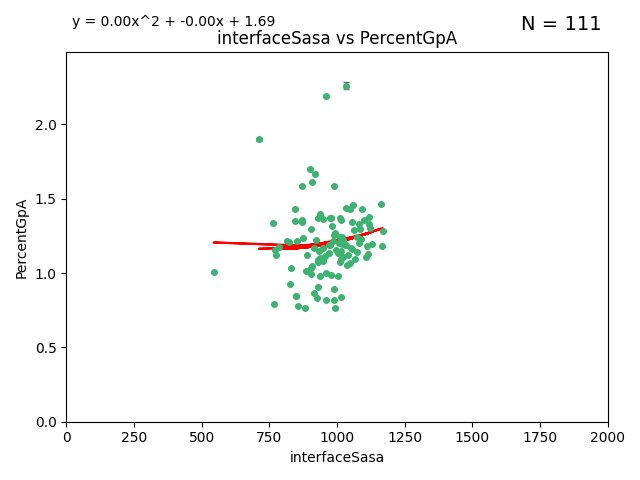 y = 0.00x^2 + -0.00x + 1.69
N = 111
interfaceSasa vs PercentGpA
PercentGpA
2.0
1.5
1.0
0.5
0.0
0 250 500 750 1000 1250 1500 1750 2000
interfaceSasa